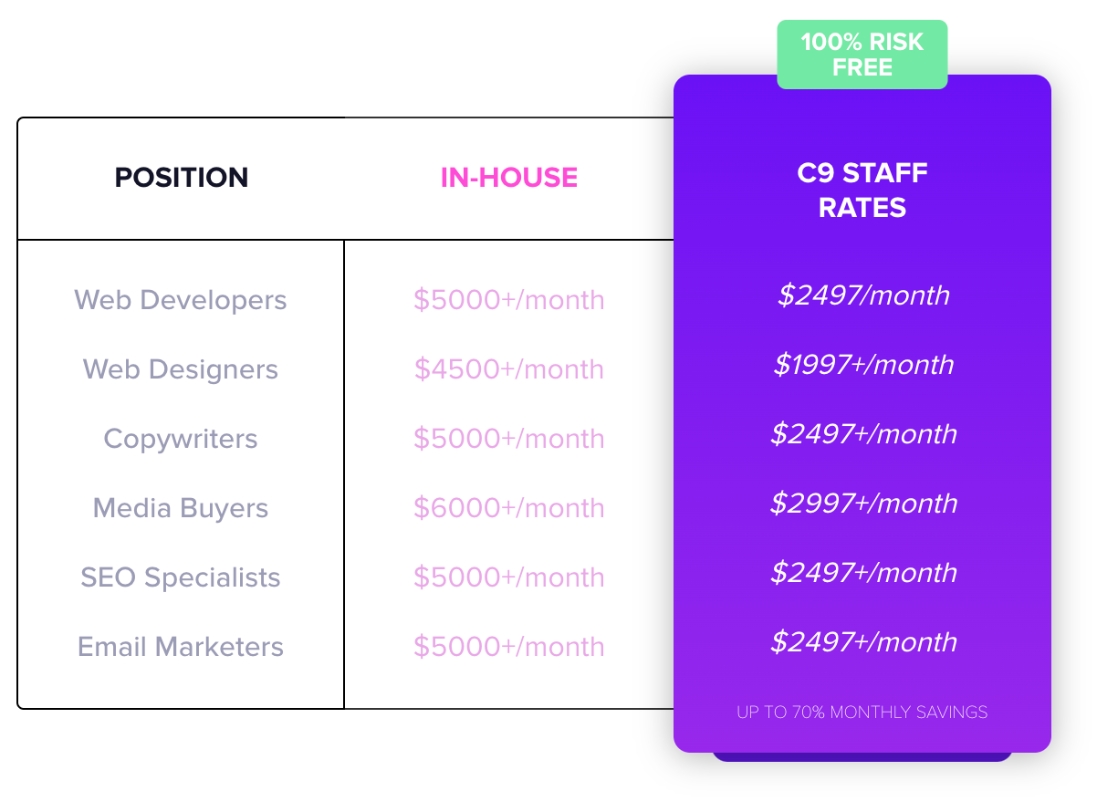 100% RISK
FREE
POSITION
IN-HOUSE
C9 STAFF
RATES
Web Developers
$5000+/month
$2497/month
Web Designers
$4500+/month
$1997+/month
Copywriters
$5000+/month
$2497+/month
Media Buyers
$6000+/month
$2997+/month
SEO Specialists
$5000+/month
$2497+/month
Email Marketers
$5000+/month
$2497+/month
UP TO 70% MONTHLY SAVINGS